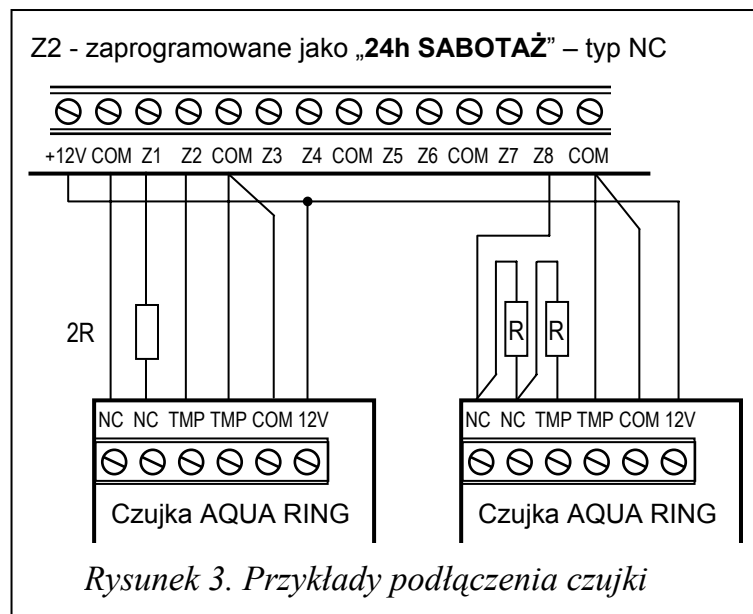 Z2 - zaprogramowane jako „24h SABOTAŻ” – typ NC
+12V COM Z1 Z2 COM Z3 Z4 COM Z5 Z6 COM Z7 Z8 COM
2R
R R
NC NC TMP TMP COM 12V
NC NC TMP TMP COM 12V
Czujka AQUA RING
Czujka AQUA RING
Rysunek 3. Przykłady podłączenia czujki